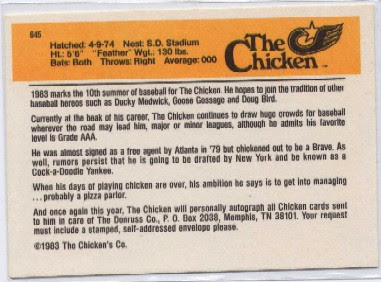 645
Hatched: 4-9-74 Nest: S.D. Stadium
Ht.: 5'6" "Feather" Wgt.: 130 lbs.
Bats: Both Throws: Right Average: 000
The
Chicken™
1983 marks the 10th summer of baseball for The Chicken. He hopes to join the tradition of other
baseball heroes such as Ducky Medwick, Goose Gossage and Doug Bird.
Currently at the beak of his career, The Chicken continues to draw huge crowds for baseball
wherever the road may lead him, major or minor leagues, although he admits his favorite
level is Grade AAA.
He was almost signed as a free agent by Atlanta in '79 but chickened out to be a Brave. As
well, rumors persist that he is going to be drafted by New York and be known as a
Cock-a-Doodle Yankee.
When his days of playing chicken are over, his ambition he says is to get into managing
... probably a pizza parlor.
And once again this year, The Chicken will personally autograph all Chicken cards sent
to him in care of The Donruss Co., P. O. Box 2038, Memphis, TN 38101. Your request
must include a stamped, self-addressed envelope please.
©1983 The Chicken's Co.